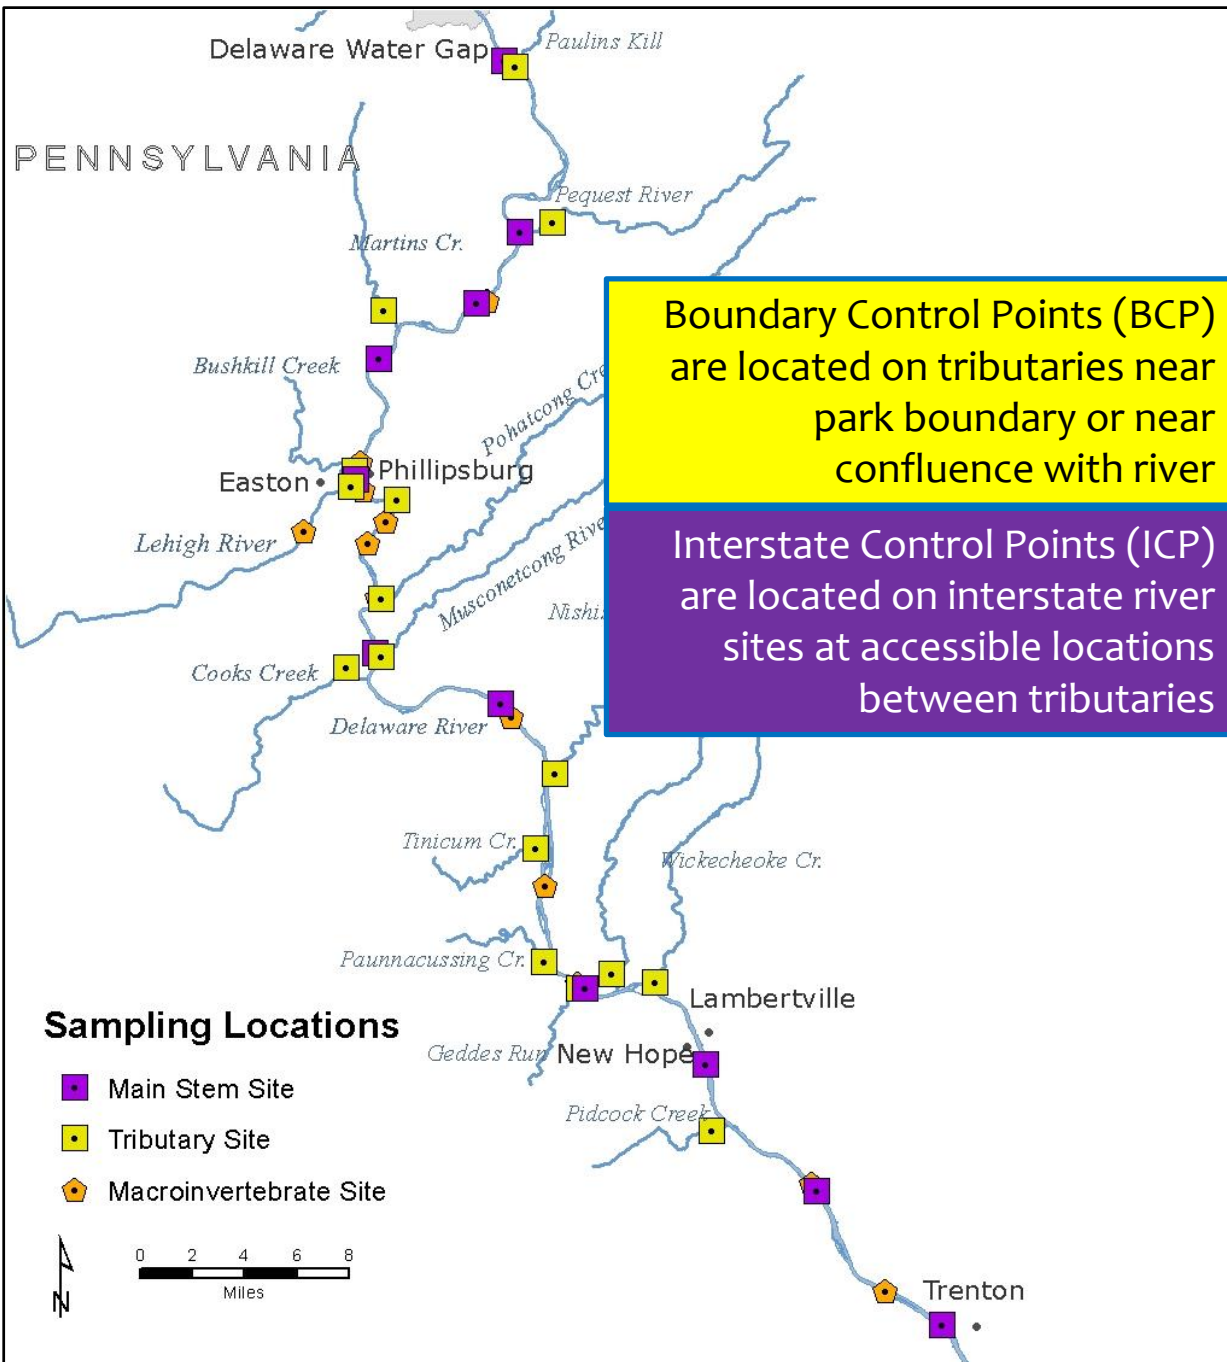 Delaware Water Gap
Paulins Kill
PENNSYLVANIA
Pequest River
Martins Cr.
Boundary Control Points (BCP)
are located on tributaries near
park boundary or near
confluence with river
Bushkill Creek
Pohatcong Cre
Easton
Phillipsburg
Lehigh River
Interstate Control Points (ICP)
are located on interstate river
sites at accessible locations
between tributaries
Musconetcong River
Nishi
Cooks Creek
Delaware River
Tinicum Cr.
Wickecheoke Cr.
Paunnacussing Cr.
Lambertville
Geddes Run
New Hope
Pidcock Creek
Trenton
Sampling Locations
Main Stem Site
Tributary Site
Macroinvertebrate Site
0 2 4 6 8
Miles
N